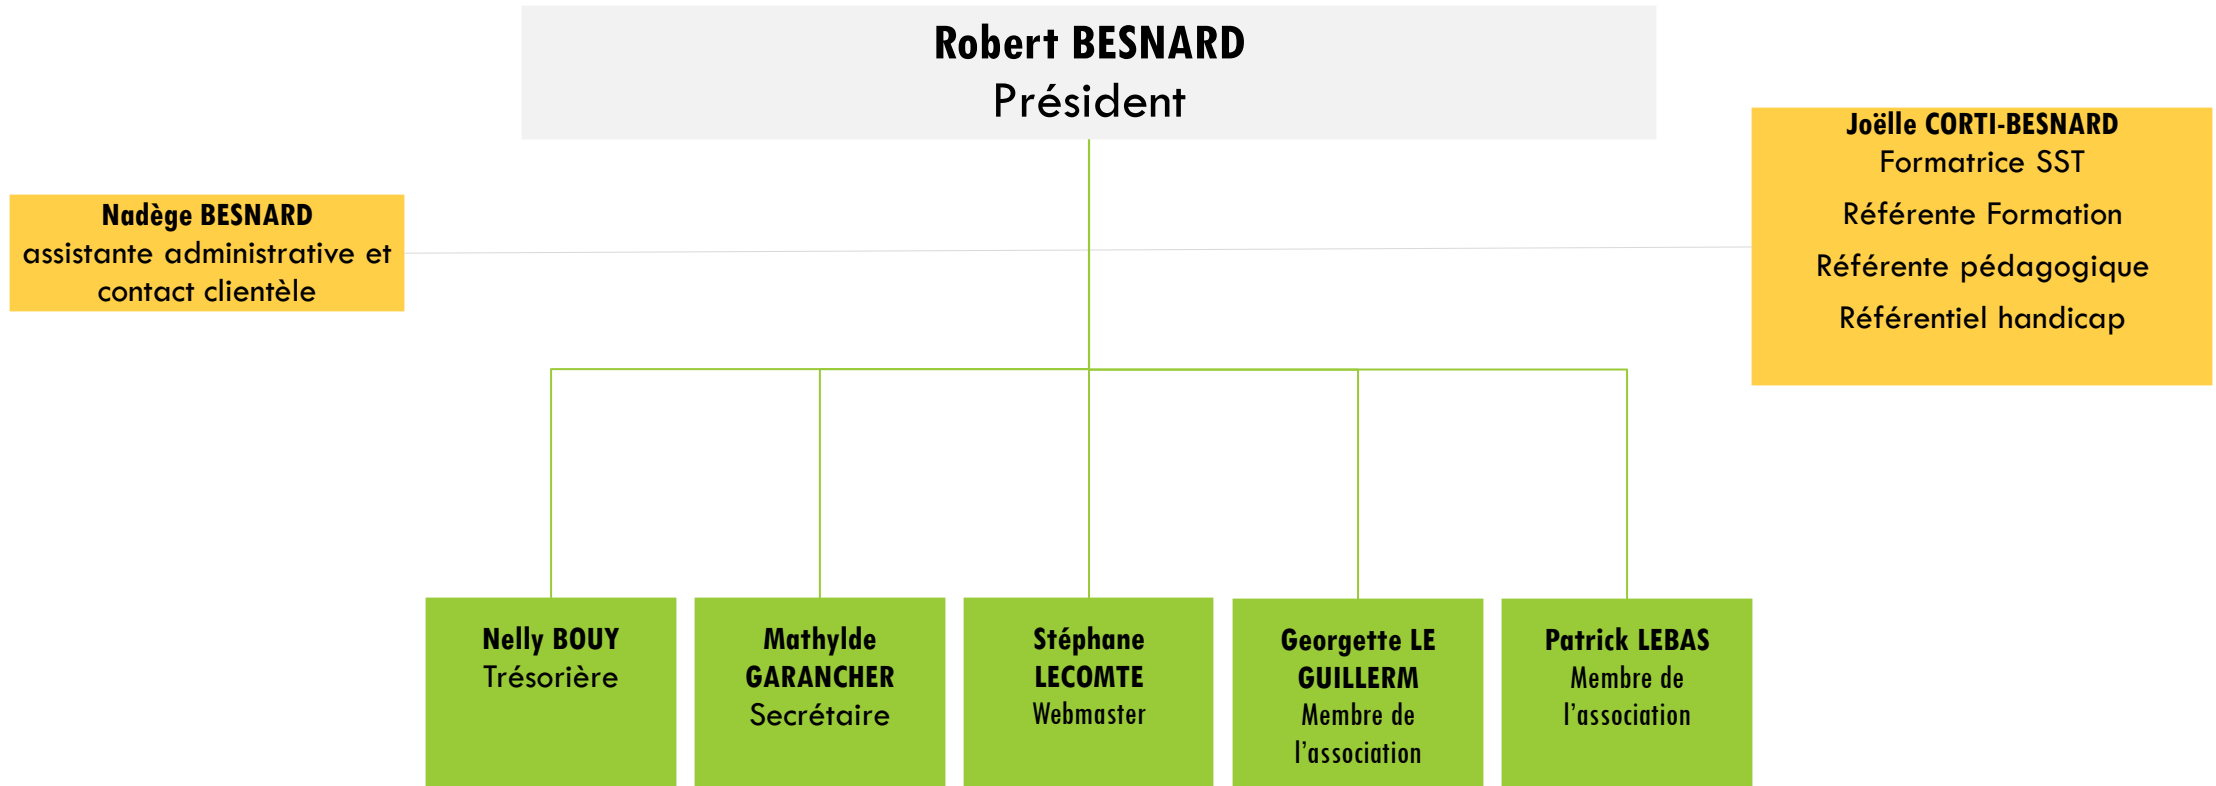 Robert BESNARD
Président
Joëlle CORTI-BESNARD
Formatrice SST
Référente Formation
Référente pédagogique
Référentiel handicap
Nadège BESNARD
assistante administrative et
contact clientèle
Nelly BOUY
Trésorière
Mathylde
GARANCHER
Secrétaire
Stéphane
LECOMTE
Webmaster
Georgette LE
GUILLERM
Membre de
l’association
Patrick LEBAS
Membre de
l’association